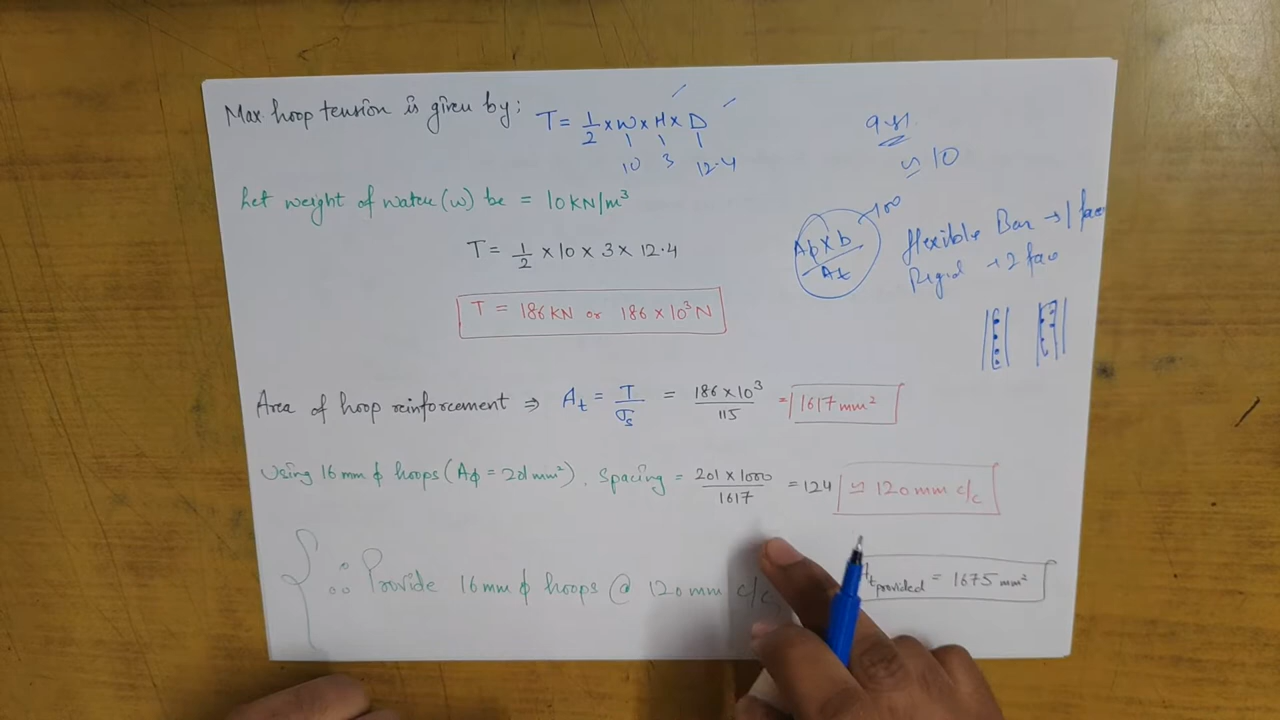 Max. hoop tension is given by: T = 1/2 × W × H × D
10 3 12.4
9.81
≃ 10
Let weight of water (w) be = 10 KN/m³
T = 1/2 × 10 × 3 × 12.4
T = 186 KN or 186 × 10³ N
Ap × b / At → 100
flexible Bar → 1 face
Rigid → 2 face
Area of hoop reinforcement ⇒ At = T/σs = 186 × 10³/115 = 1617 mm²
Using 16 mm ϕ hoops (Aϕ = 201 mm²). Spacing = 201 × 1000/1617 = 124 ≃ 120 mm c/c
∴ Provide 16 mm ϕ hoops @ 120 mm c/c
At provided = 1675 mm²